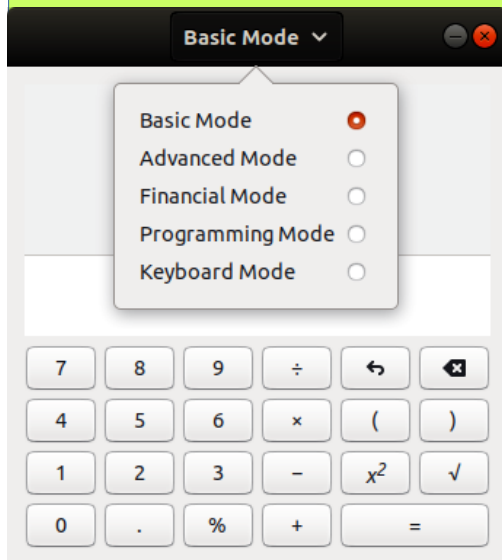 Basic Mode
Basic Mode
Advanced Mode
Financial Mode
Programming Mode
Keyboard Mode
7 8 9 ÷
4 5 6 × ( )
1 2 3 − x² √
0 . % + =